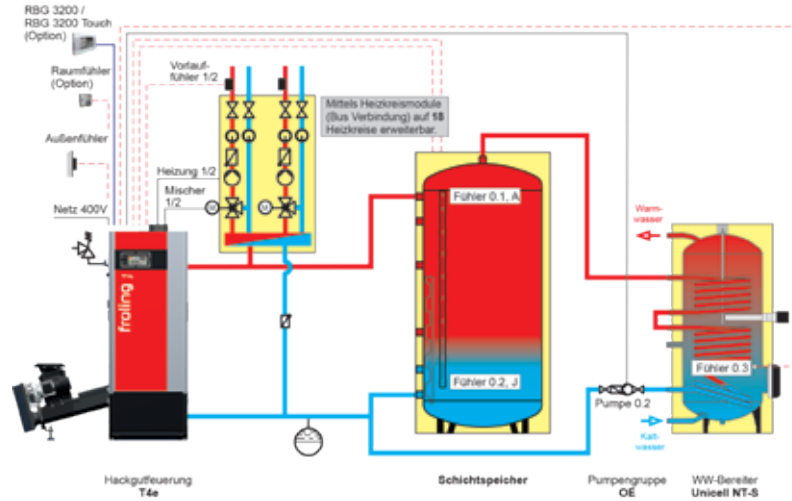 RBG 3200 /
RBG 3200 Touch
(Option)
Raumfühler
(Option)
Außenfühler
Netz 400V
Vorlauf-
fühler 1/2
Heizung 1/2
Mischer
1/2
M
M
Mittels Heizkreismodule
(Bus Verbindung) auf 18
Heizkreise erweiterbar.
froling
Fühler 0.1, A
Fühler 0.2, J
Warm-
wasser
Fühler 0.3
Pumpe 0.2
Kalt-
wasser
Hackgutfeuerung
T4e
Schichtspeicher
Pumpengruppe
OE
WW-Bereiter
Unicell NT-S